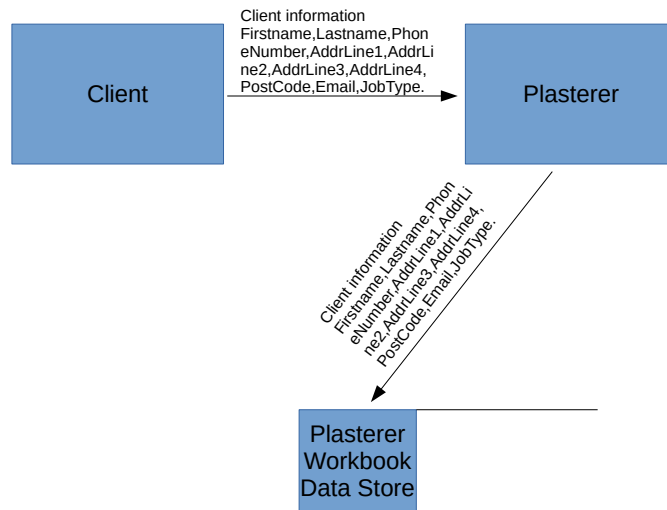 Client information
Firstname,Lastname,Phon
eNumber,AddrLine1,AddrLi
ne2,AddrLine3,AddrLine4,
PostCode,Email,JobType.
Client
Plasterer
Client information
Firstname,Lastname,Phon
eNumber,AddrLine1,AddrLi
ne2,AddrLine3,AddrLine4,
PostCode,Email,JobType.
Plasterer
Workbook
Data Store